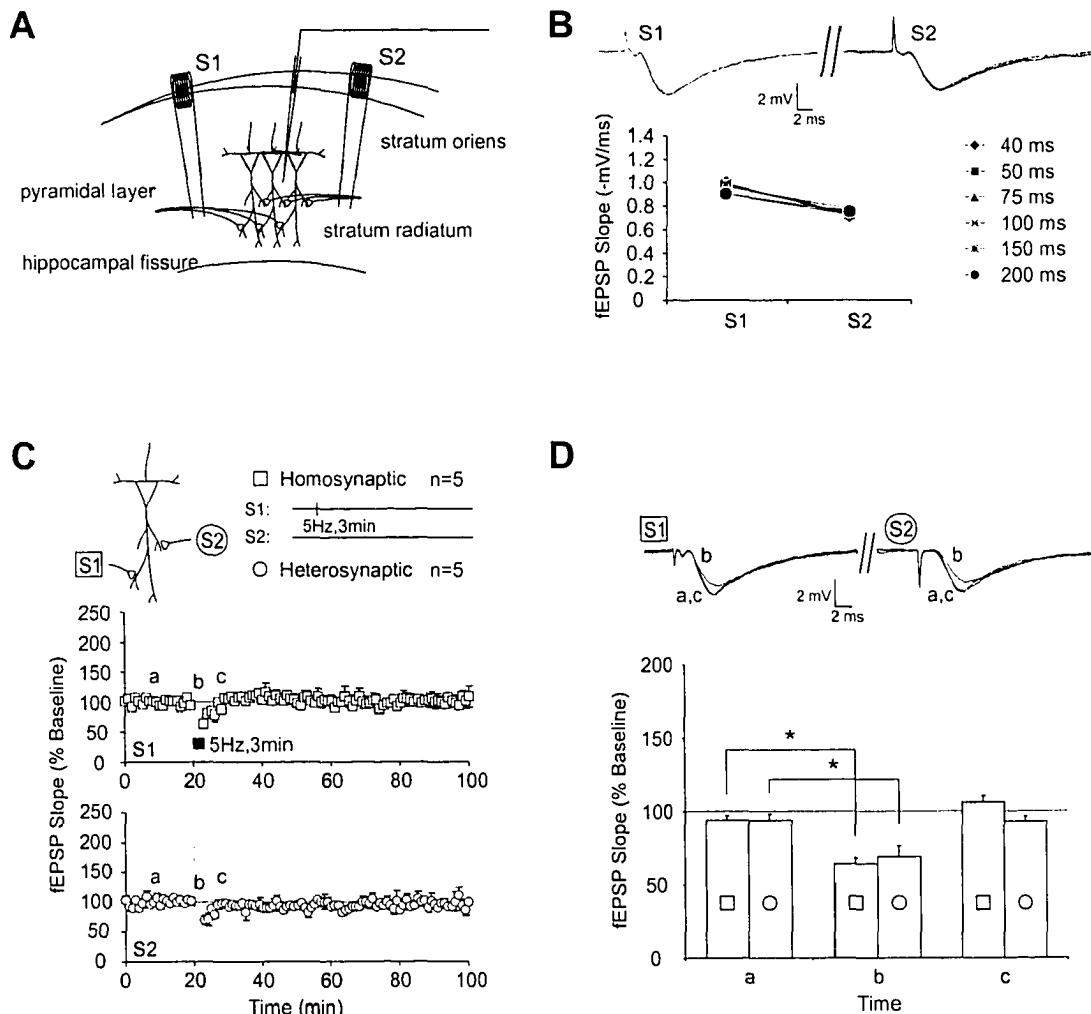 A
S1
S2
stratum oriens
pyramidal layer
stratum radiatum
hippocampal fissure
B
S1
S2
2 mV
2 ms
fEPSP Slope (-mV/ms)
1.4
1.2
1.0
0.8
0.6
0.4
0.2
0
S1
S2
40 ms
50 ms
75 ms
100 ms
150 ms
200 ms
C
Homosynaptic n=5
S1:
5Hz,3min
S2:
Heterosynaptic n=5
S1
S2
fEPSP Slope (% Baseline)
250
200
150
100
50
0
a
b
c
S1
5Hz,3min
0
20
40
60
80
100
250
200
150
100
50
0
a
b
c
S2
0
20
40
60
80
100
Time (min)
D
S1
S2
b
a,c
b
a,c
2 mV
2 ms
fEPSP Slope (% Baseline)
200
150
100
50
0
*
*
a
b
c
Time